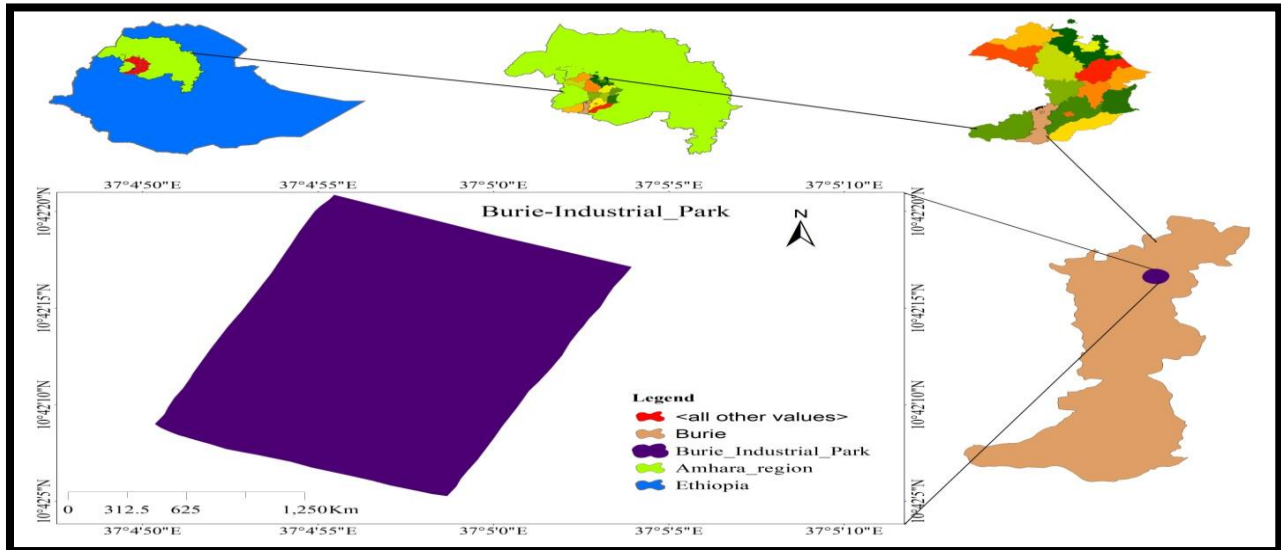 37°4'50"E 37°4'55"E 37°5'0"E 37°5'5"E 37°5'10"E
Burie-Industrial_Park
N
10°42'20"N 10°42'20"N
10°42'15"N 10°42'15"N
10°42'10"N 10°42'10"N
10°42'5"N 10°42'5"N
Legend
<all other values>
Burie
Burie_Industrial_Park
Amhara_region
Ethiopia
0 312.5 625 1,250Km
37°4'50"E 37°4'55"E 37°5'0"E 37°5'5"E 37°5'10"E